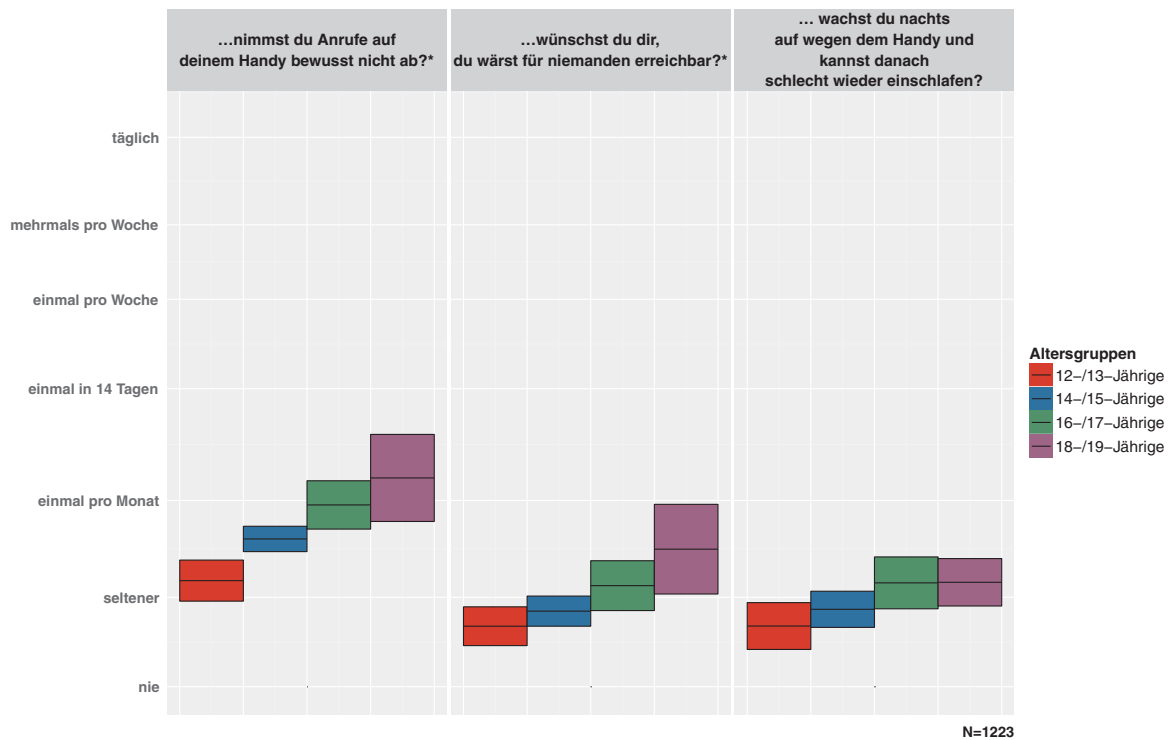 …nimmst du Anrufe auf
deinem Handy bewusst nicht ab?*
…wünschst du dir,
du wärst für niemanden erreichbar?*
… wachst du nachts
auf wegen dem Handy und
kannst danach
schlecht wieder einschlafen?
täglich
mehrmals pro Woche
einmal pro Woche
einmal in 14 Tagen
einmal pro Monat
seltener
nie
Altersgruppen
12–/13–Jährige
14–/15–Jährige
16–/17–Jährige
18–/19–Jährige
N=1223